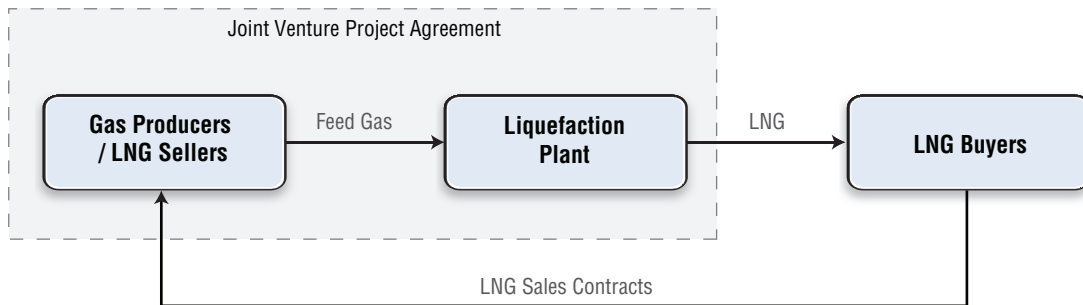 Joint Venture Project Agreement
Gas Producers
/ LNG Sellers
Feed Gas
Liquefaction
Plant
LNG
LNG Buyers
LNG Sales Contracts